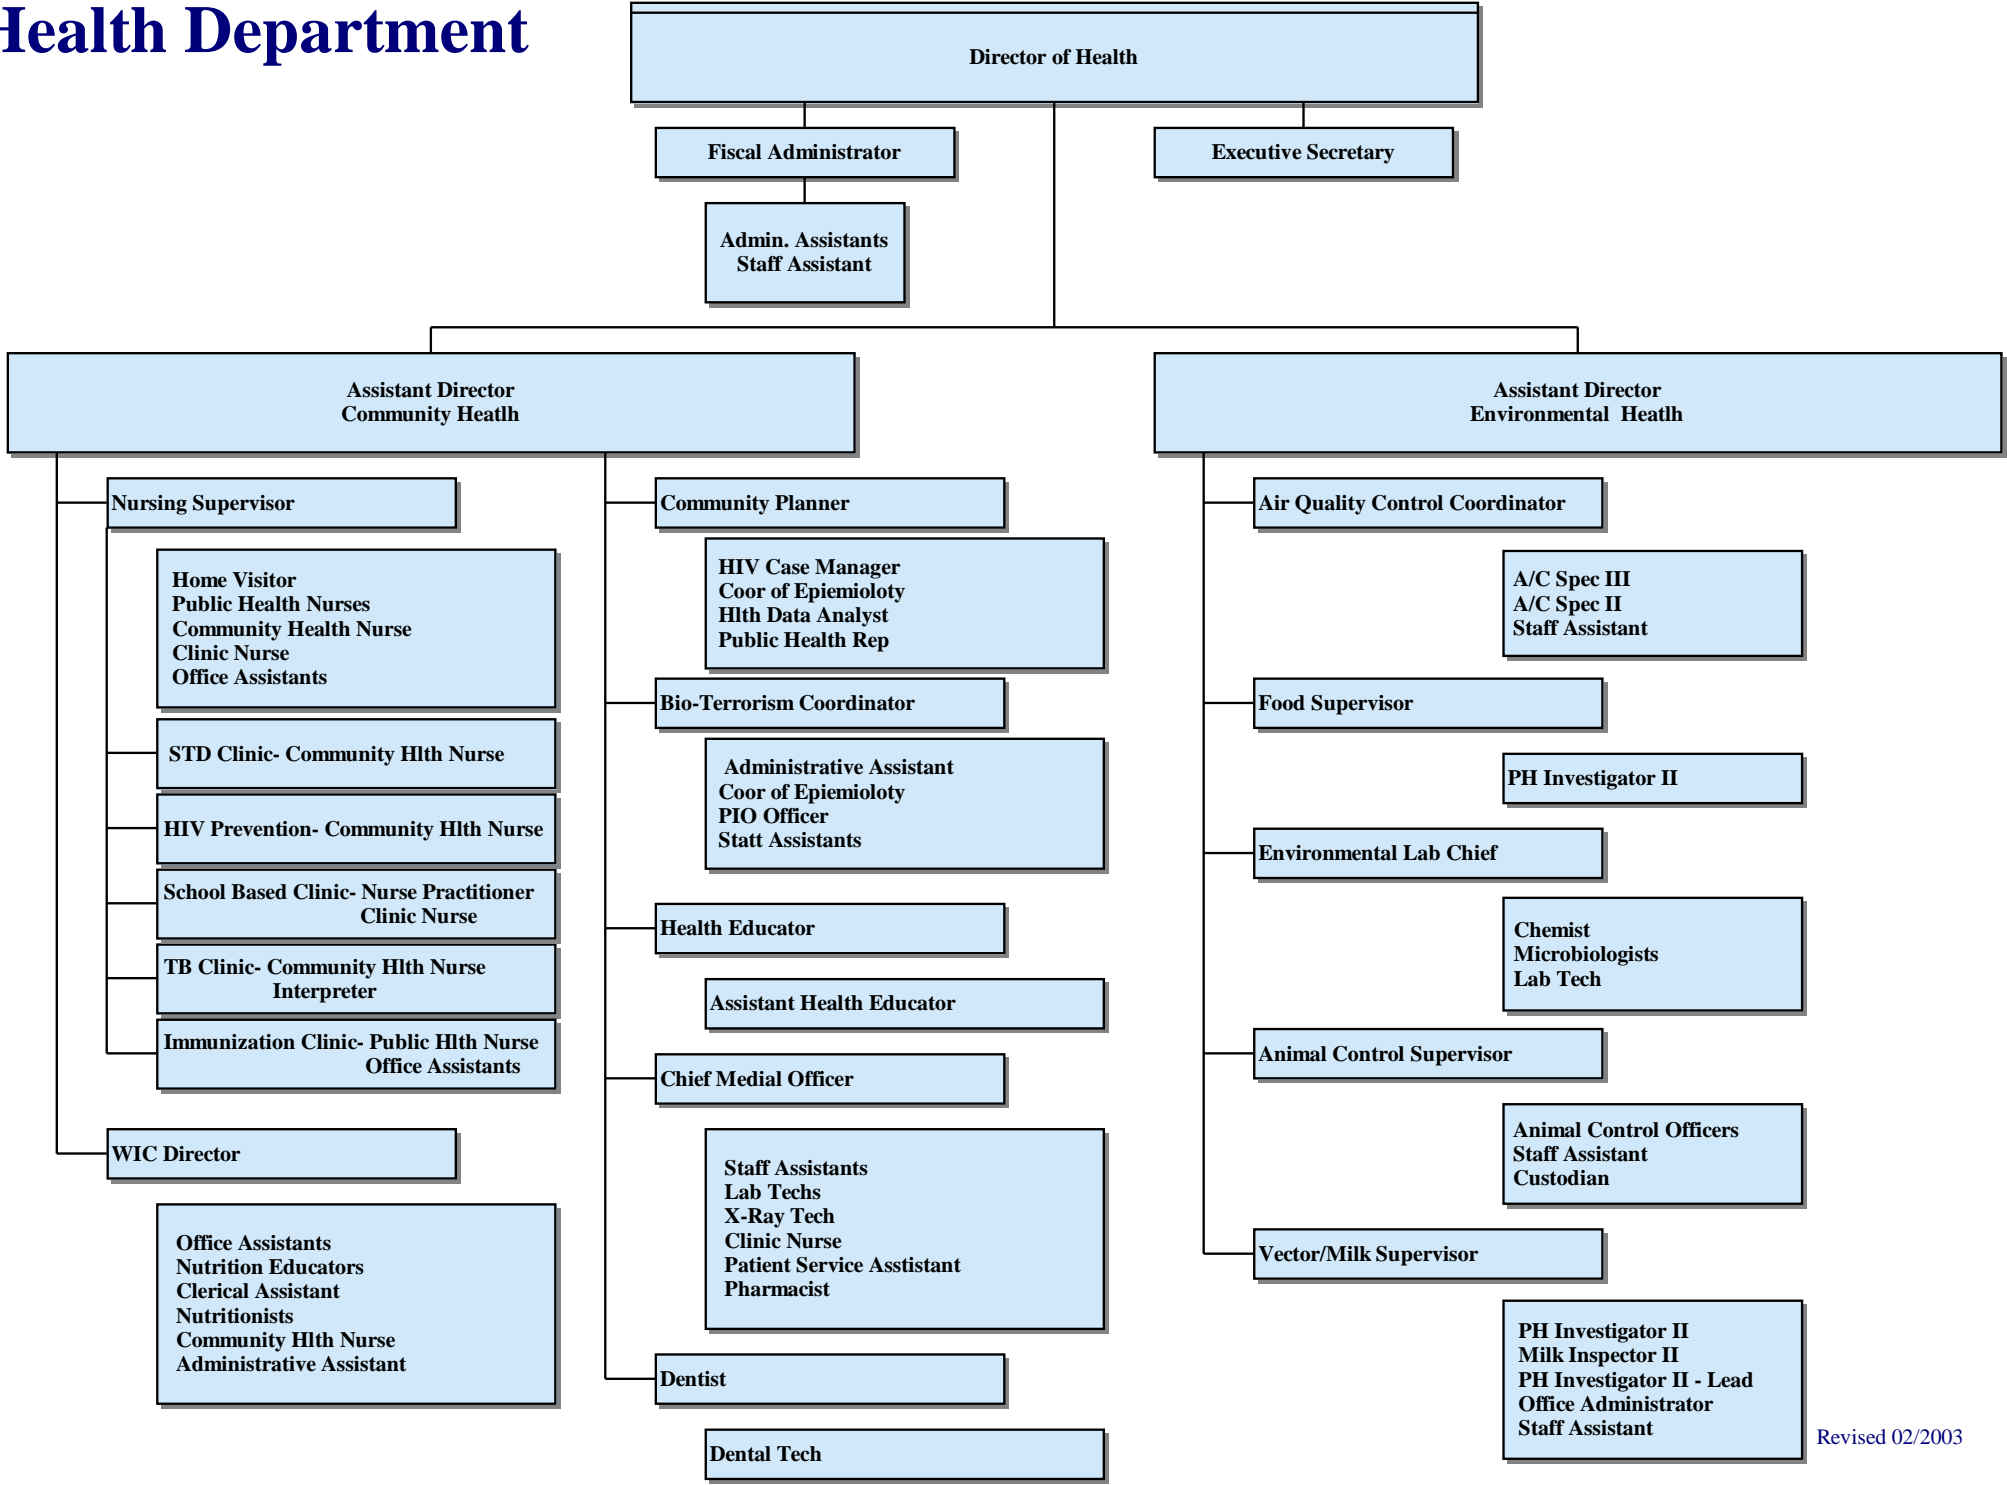 Health Department
Director of Health
Fiscal Administrator
Executive Secretary
Admin. Assistants
Staff Assistant
Assistant Director
Community Heatlh
Assistant Director
Environmental Heatlh
Nursing Supervisor
Home Visitor
Public Health Nurses
Community Health Nurse
Clinic Nurse
Office Assistants
STD Clinic- Community Hlth Nurse
HIV Prevention- Community Hlth Nurse
School Based Clinic- Nurse Practitioner
Clinic Nurse
TB Clinic- Community Hlth Nurse
Interpreter
Immunization Clinic- Public Hlth Nurse
Office Assistants
WIC Director
Office Assistants
Nutrition Educators
Clerical Assistant
Nutritionists
Community Hlth Nurse
Administrative Assistant
Community Planner
HIV Case Manager
Coor of Epiemioloty
Hlth Data Analyst
Public Health Rep
Bio-Terrorism Coordinator
Administrative Assistant
Coor of Epiemioloty
PIO Officer
Statt Assistants
Health Educator
Assistant Health Educator
Chief Medial Officer
Staff Assistants
Lab Techs
X-Ray Tech
Clinic Nurse
Patient Service Asstistant
Pharmacist
Dentist
Dental Tech
Air Quality Control Coordinator
A/C Spec III
A/C Spec II
Staff Assistant
Food Supervisor
PH Investigator II
Environmental Lab Chief
Chemist
Microbiologists
Lab Tech
Animal Control Supervisor
Animal Control Officers
Staff Assistant
Custodian
Vector/Milk Supervisor
PH Investigator II
Milk Inspector II
PH Investigator II - Lead
Office Administrator
Staff Assistant
Revised 02/2003